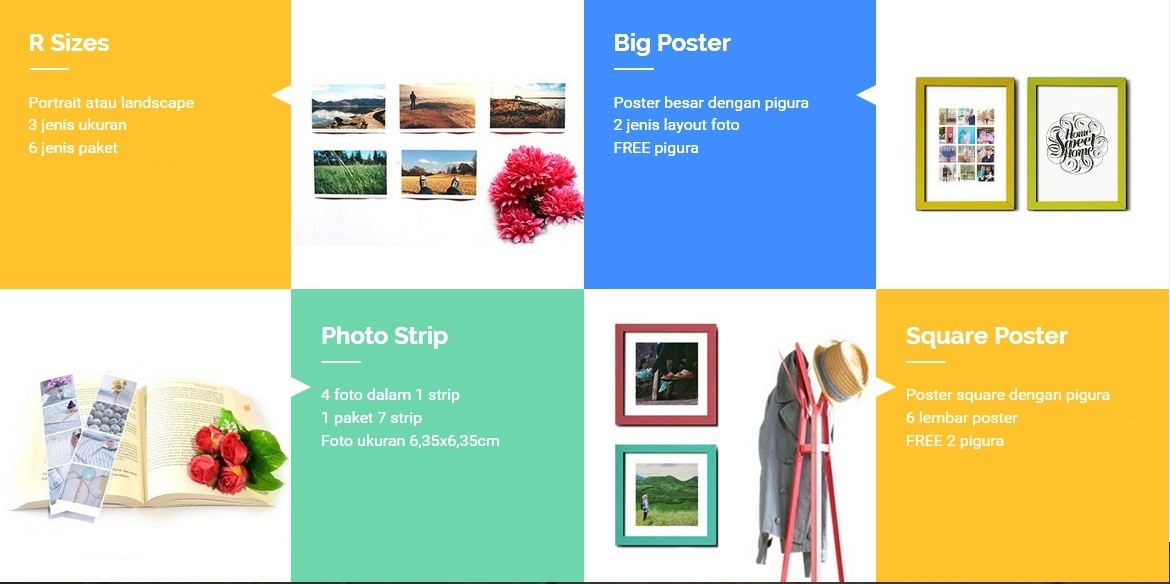 R Sizes
Portrait atau landscape
3 jenis ukuran
6 jenis paket
Big Poster
Poster besar dengan pigura
2 jenis layout foto
FREE pigura
Home
Sweet
Home
Photo Strip
4 foto dalam 1 strip
1 paket 7 strip
Foto ukuran 6,35x6,35cm
Square Poster
Poster square dengan pigura
6 lembar poster
FREE 2 pigura